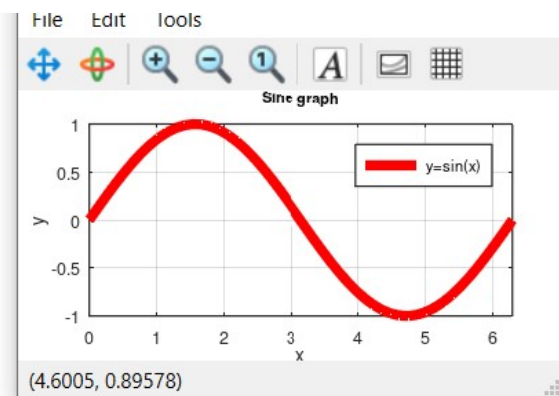 File Edit Tools
1
A
Sine graph
1
0.5
0
-0.5
-1
y
y=sin(x)
0 1 2 3 4 5 6
x
(4.6005, 0.89578)